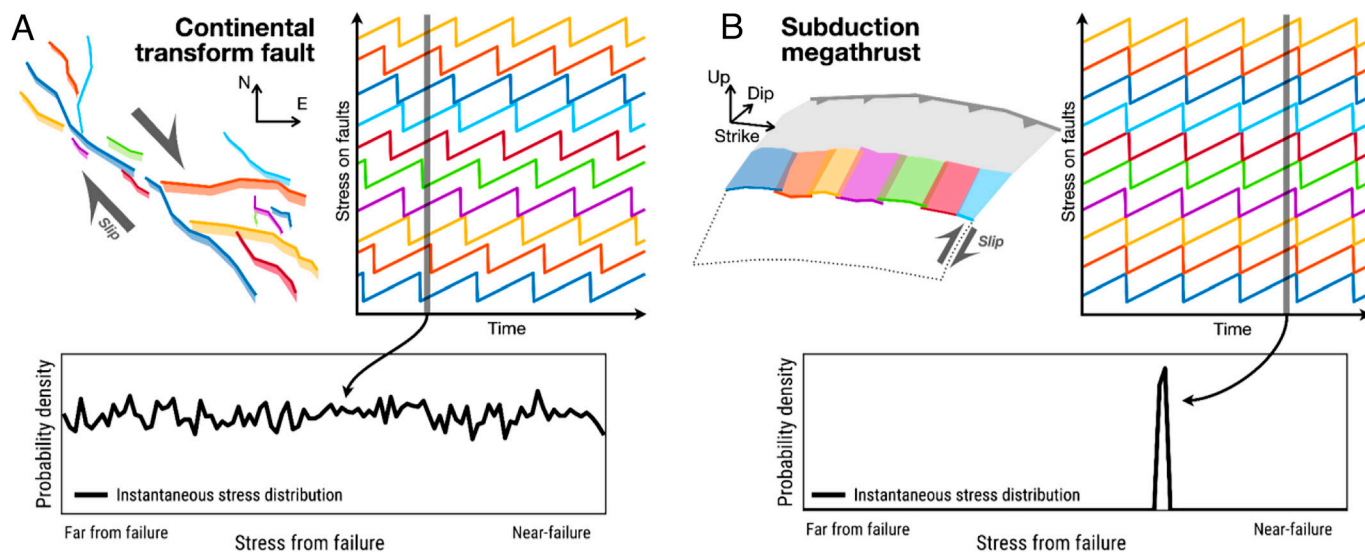 A
Continental
transform fault
N
E
Slip
Stress on faults
Time
Probability density
Instantaneous stress distribution
Far from failure
Near-failure
Stress from failure
B
Subduction
megathrust
Up
Dip
Strike
Slip
Stress on faults
Time
Probability density
Instantaneous stress distribution
Far from failure
Near-failure
Stress from failure